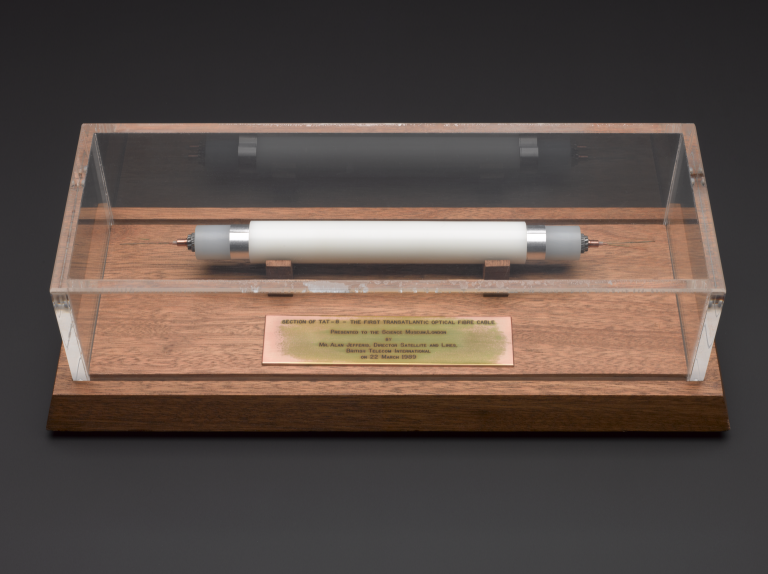 SECTION OF TAT-8 - THE FIRST TRANSATLANTIC OPTICAL FIBRE CABLE.
PRESENTED TO THE SCIENCE MUSEUM, LONDON
BY
MR. ALAN JEFFERIS, DIRECTOR SATELLITE AND LINES,
BRITISH TELECOM INTERNATIONAL
ON 22 MARCH 1989